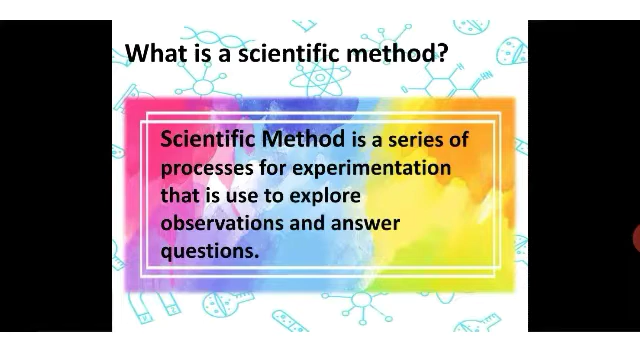 What is a scientific method?
Scientific Method is a series of
processes for experimentation
that is use to explore
observations and answer
questions.